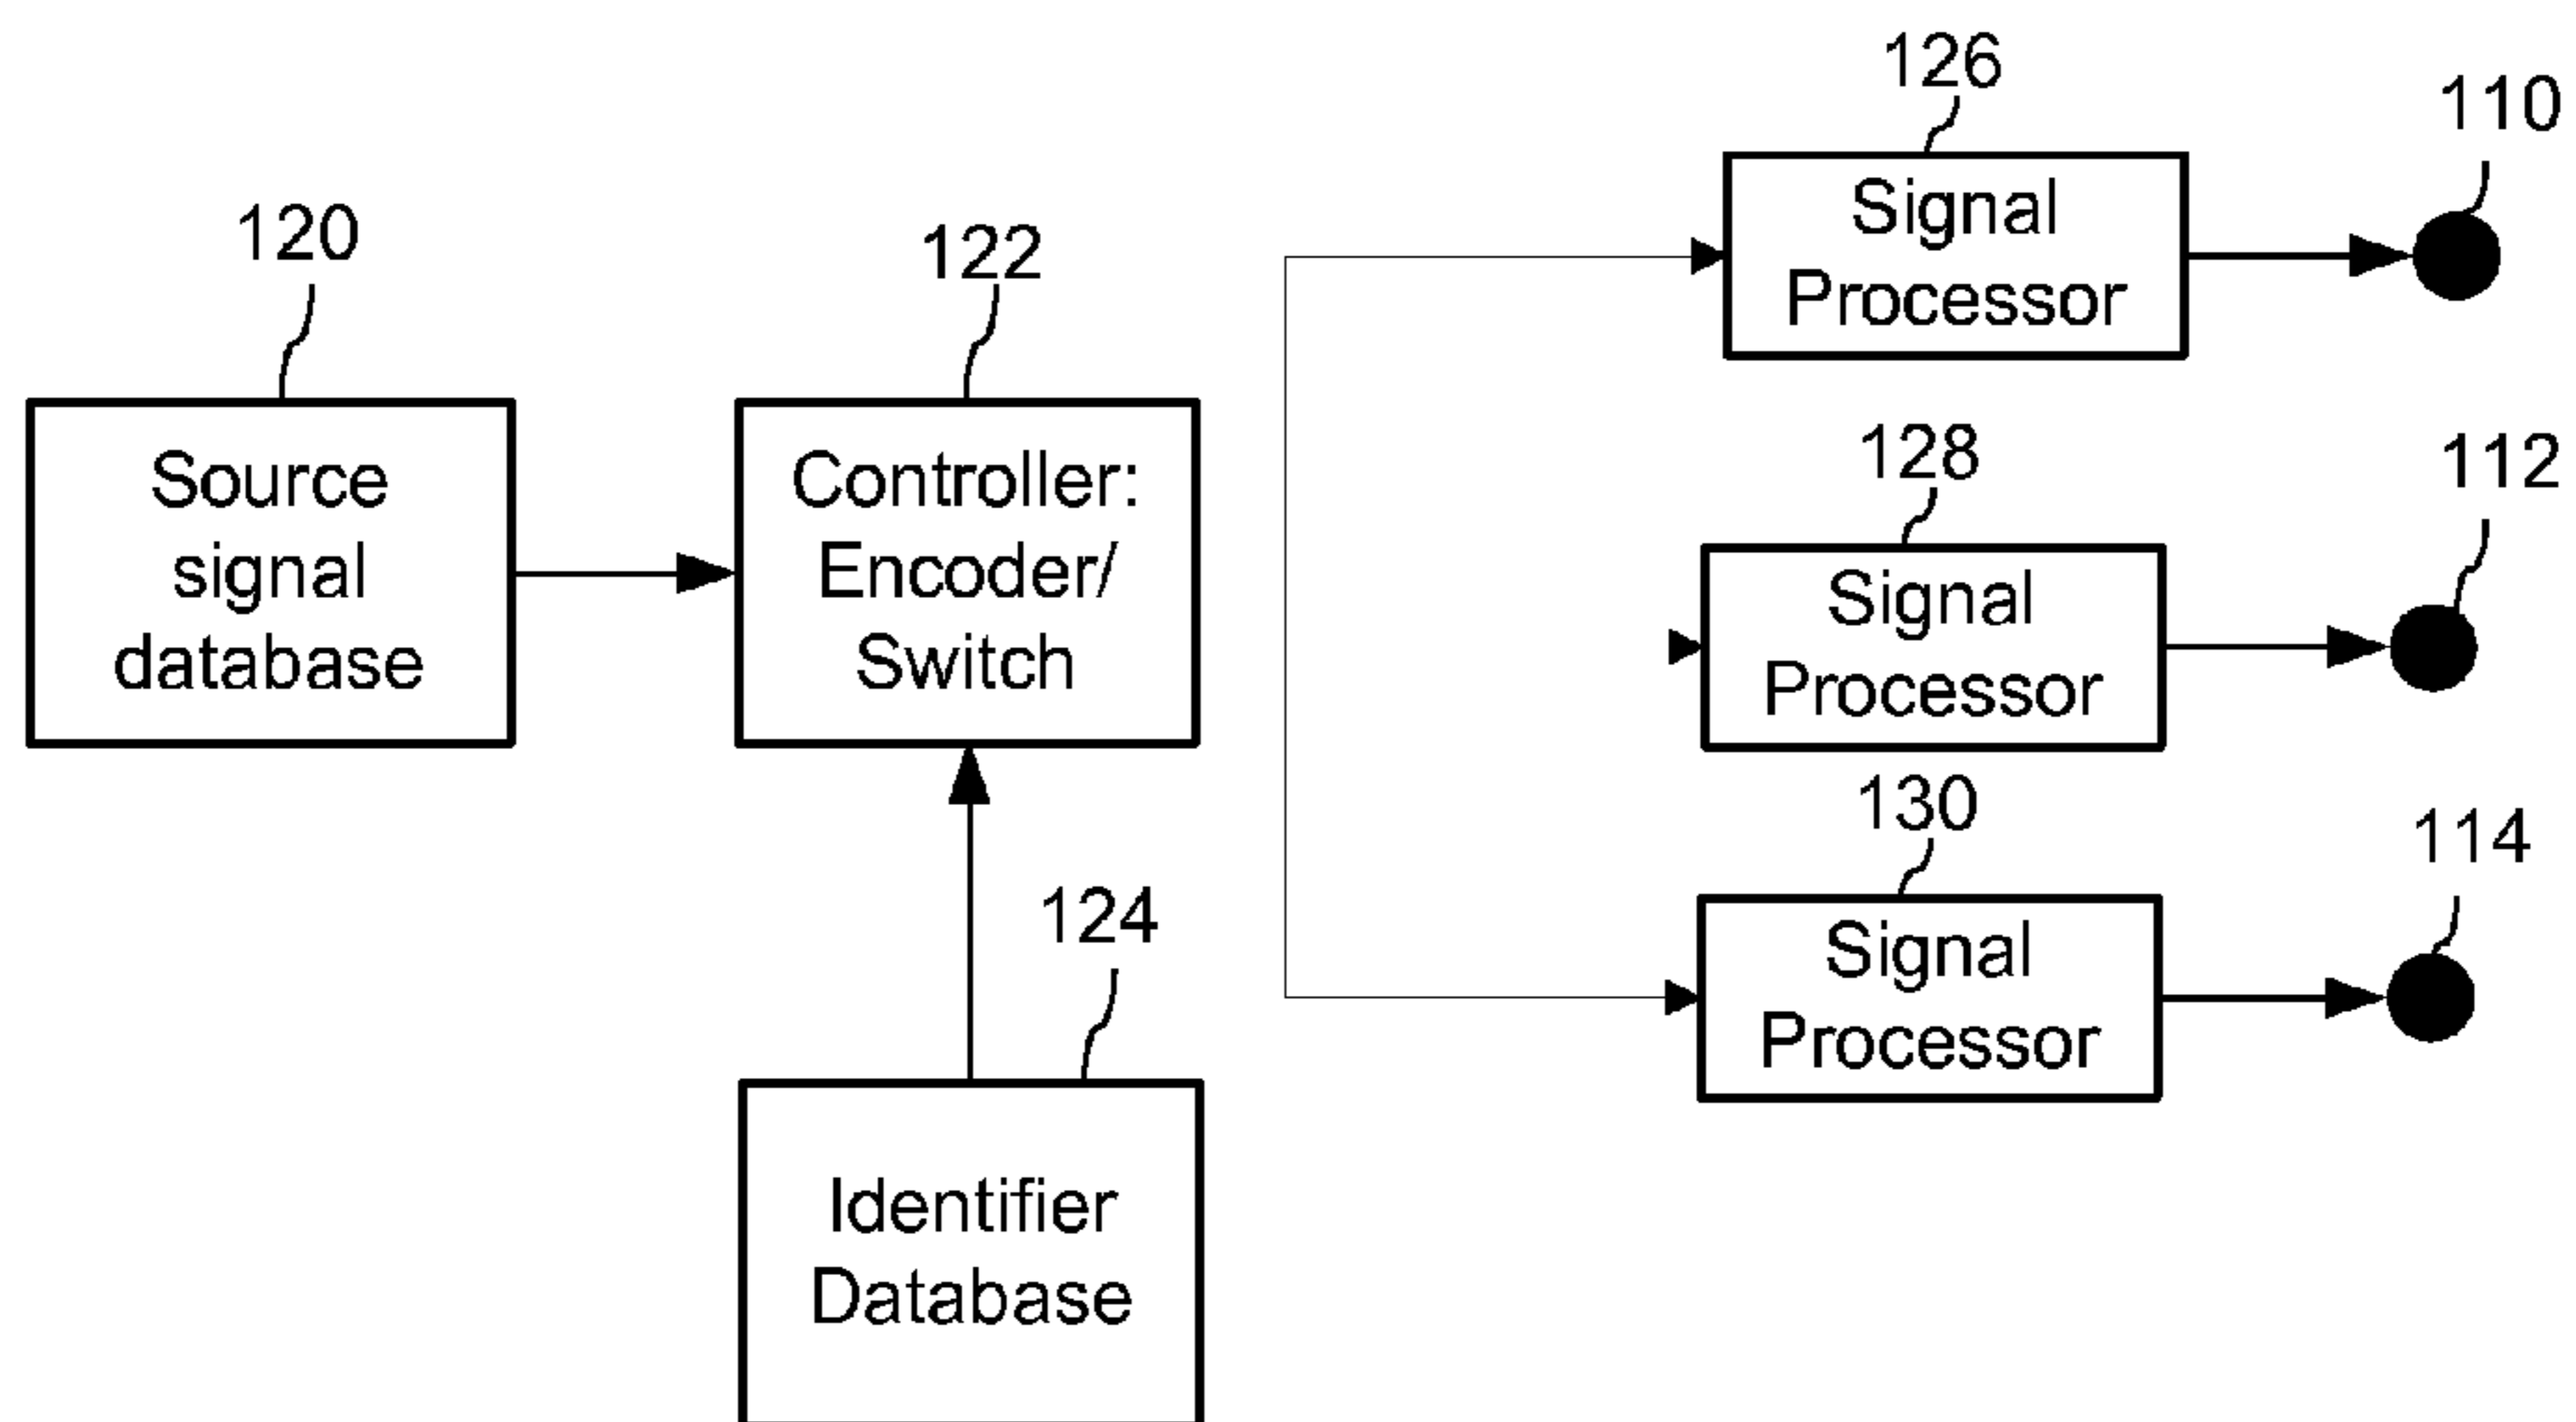 126
110
Signal
Processor
120
122
Source
signal
database
Controller:
Encoder/
Switch
128
112
Signal
Processor
130
114
Signal
Processor
124
Identifier
Database